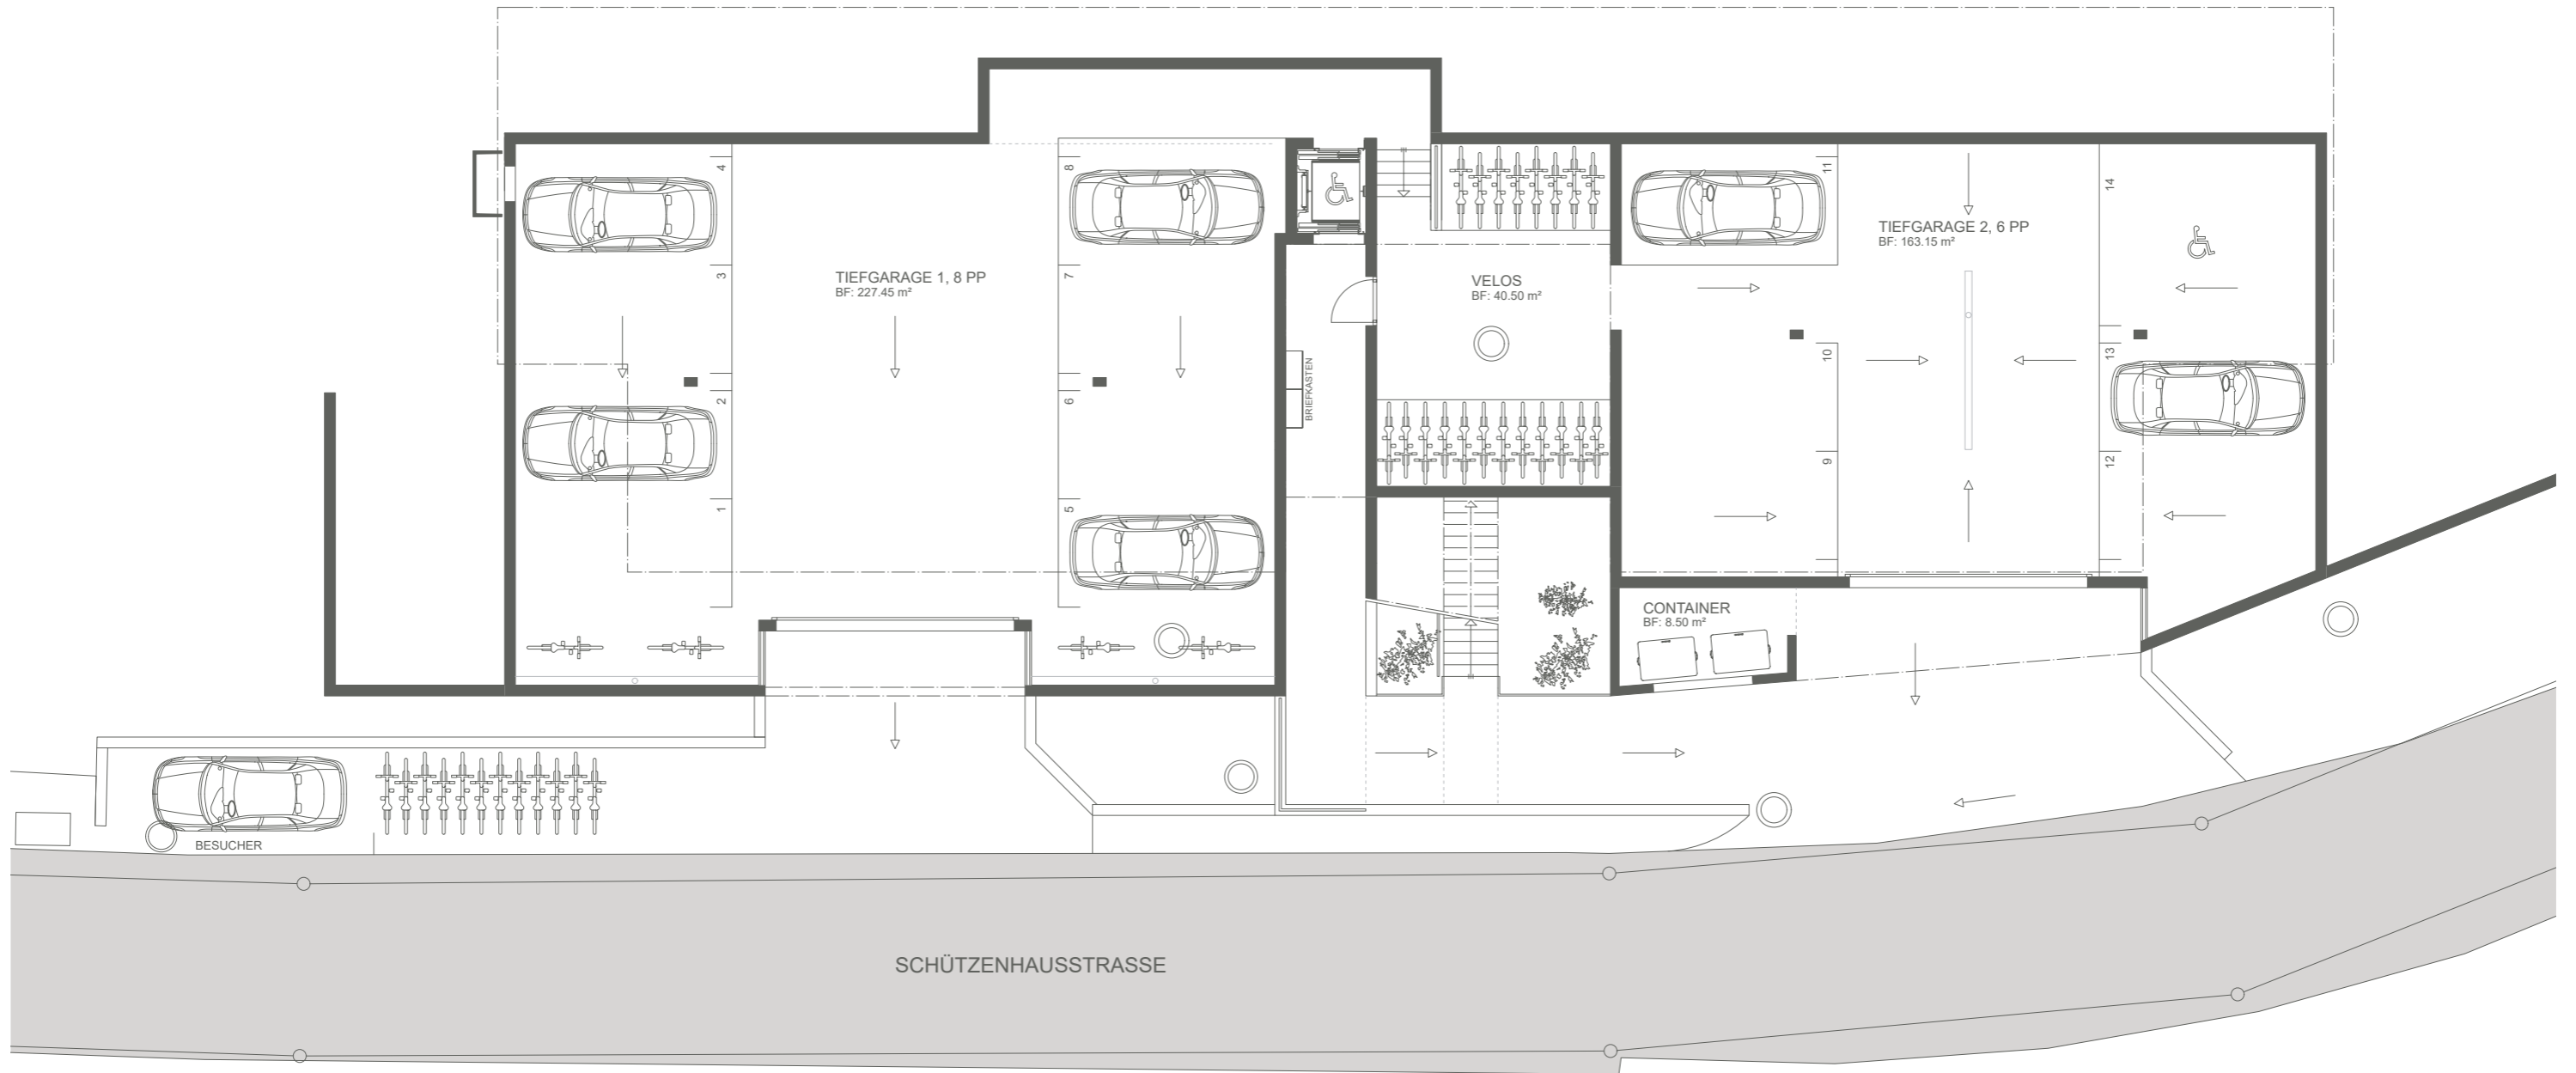 4
8
11
14
TIEFGARAGE 1, 8 PP
BF: 227.45 m²
3
7
VELOS
BF: 40.50 m²
TIEFGARAGE 2, 6 PP
BF: 163.15 m²
2
6
BRIEFKASTEN
10
13
1
5
9
12
CONTAINER
BF: 8.50 m²
BESUCHER
SCHÜTZENHAUSSTRASSE